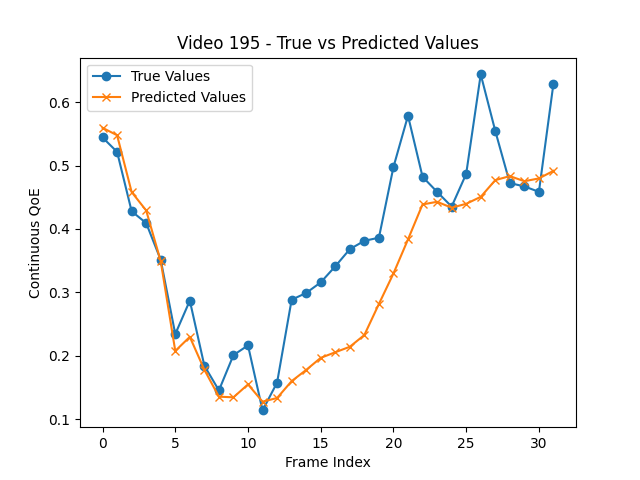 Video 195 - True vs Predicted Values
True Values
Predicted Values
Continuous QoE
0.6
0.5
0.4
0.3
0.2
0.1
0 5 10 15 20 25 30
Frame Index